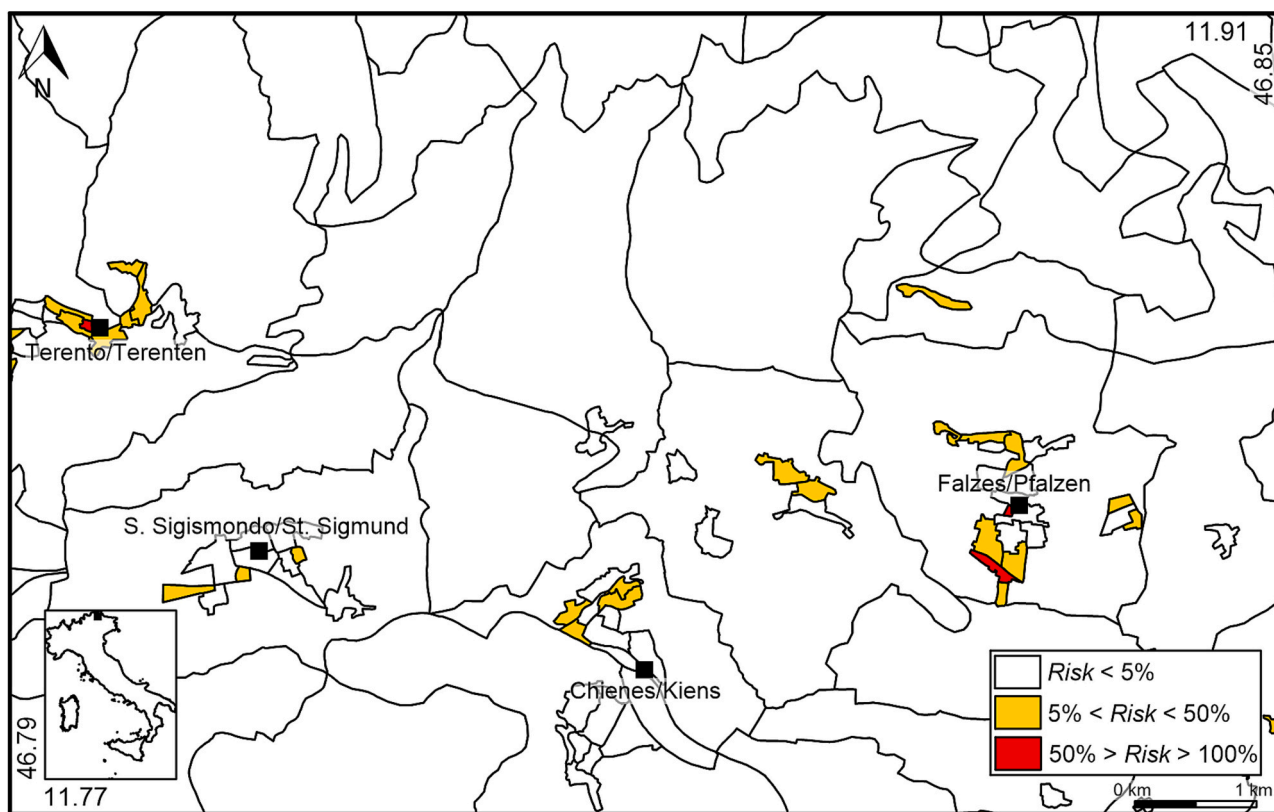 11.91
46.85
N
Terento/Terenten
Falzes/Pfalzen
S. Sigismondo/St. Sigmund
Chienes/Kiens
Risk < 5%
5% < Risk < 50%
50% > Risk > 100%
46.79
11.77
0 km 1 km